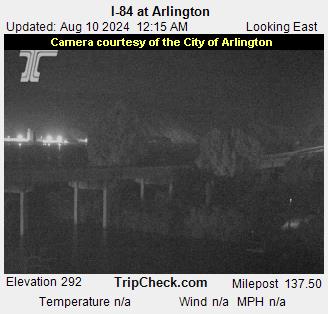 I-84 at Arlington
Updated: Aug 10 2024 12:15 AM Looking East
Camera courtesy of the City of Arlington
Elevation 292 TripCheck.com Milepost 137.50
Temperature n/a Wind n/a MPH n/a